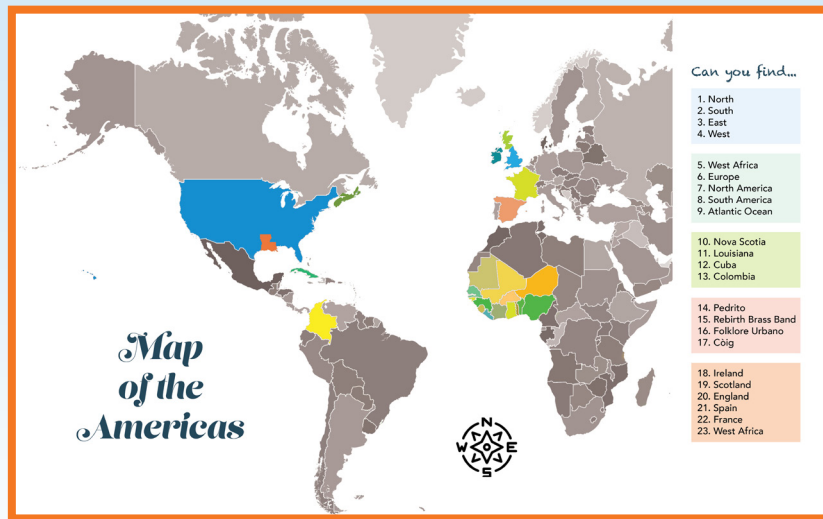 Can you find...
1. North
2. South
3. East
4. West
5. West Africa
6. Europe
7. North America
8. South America
9. Atlantic Ocean
10. Nova Scotia
11. Louisiana
12. Cuba
13. Colombia
14. Pedrito
15. Rebirth Brass Band
16. Folklore Urbano
17. Còig
18. Ireland
19. Scotland
20. England
21. Spain
22. France
23. West Africa
Map
of the
Americas
N
W E
S